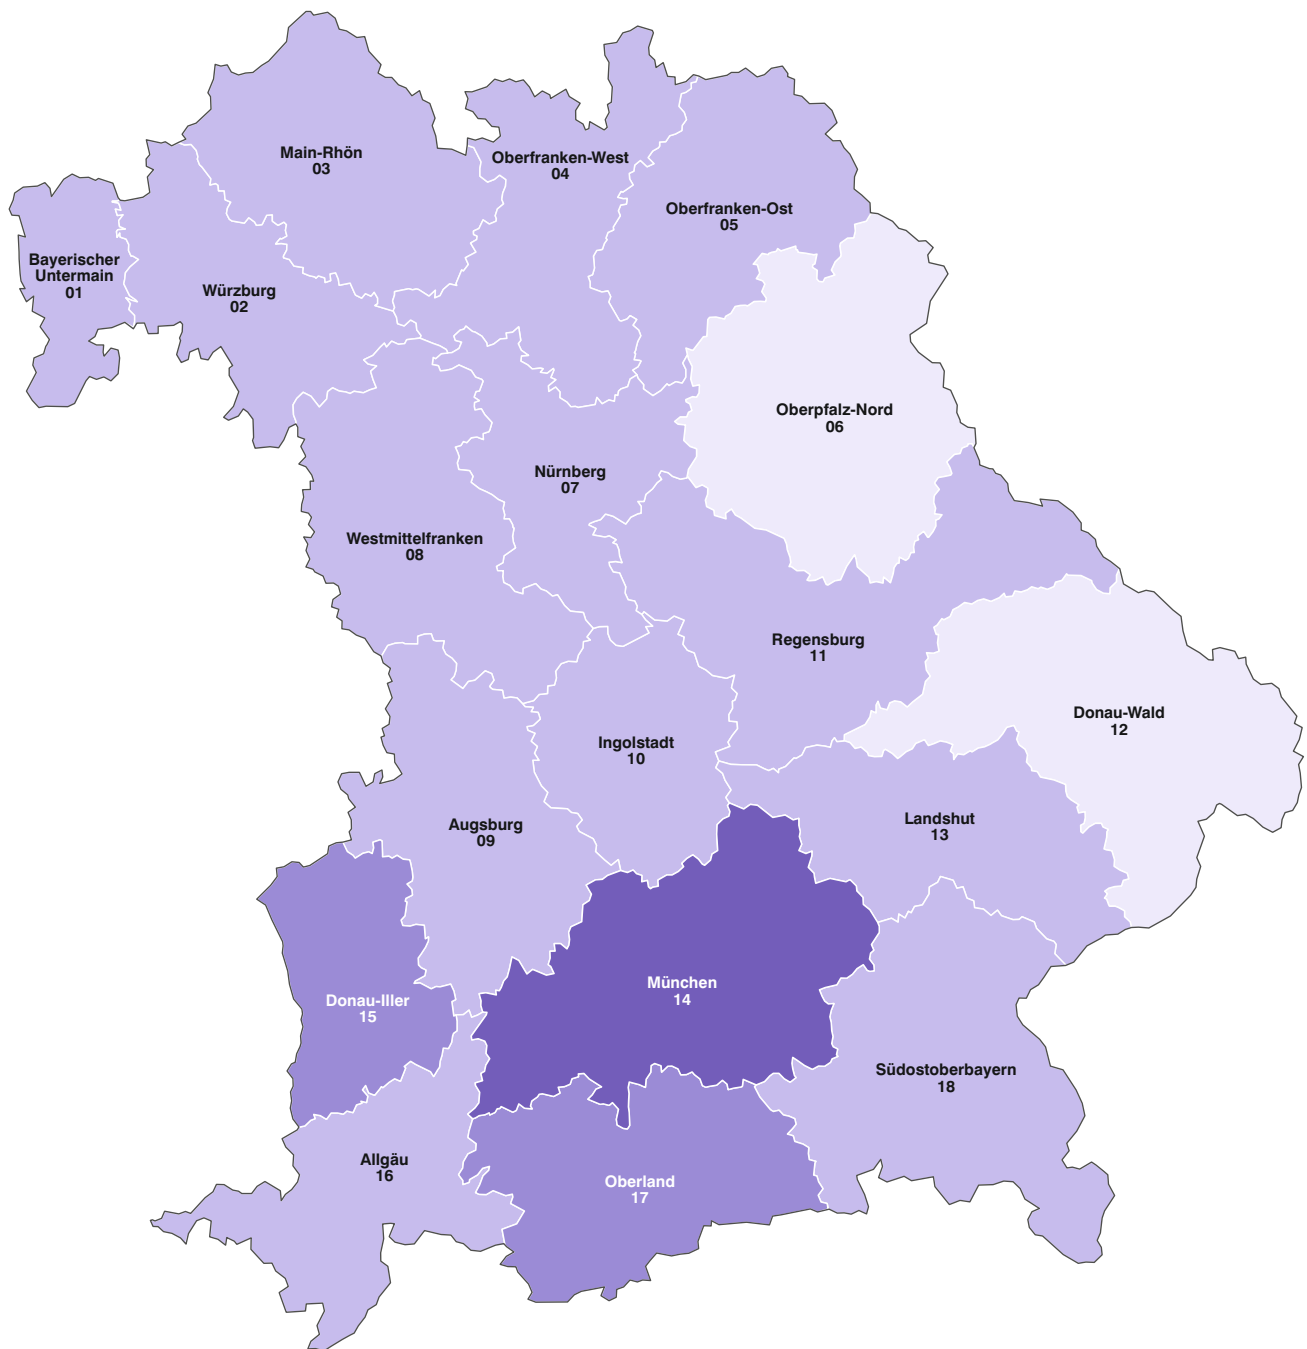 Main-Rhön
03
Oberfranken-West
04
Oberfranken-Ost
05
Bayerischer
Untermain
01
Würzburg
02
Oberpfalz-Nord
06
Nürnberg
07
Westmittelfranken
08
Regensburg
11
Donau-Wald
12
Ingolstadt
10
Augsburg
09
Landshut
13
München
14
Donau-Iller
15
Südostoberbayern
18
Allgäu
16
Oberland
17